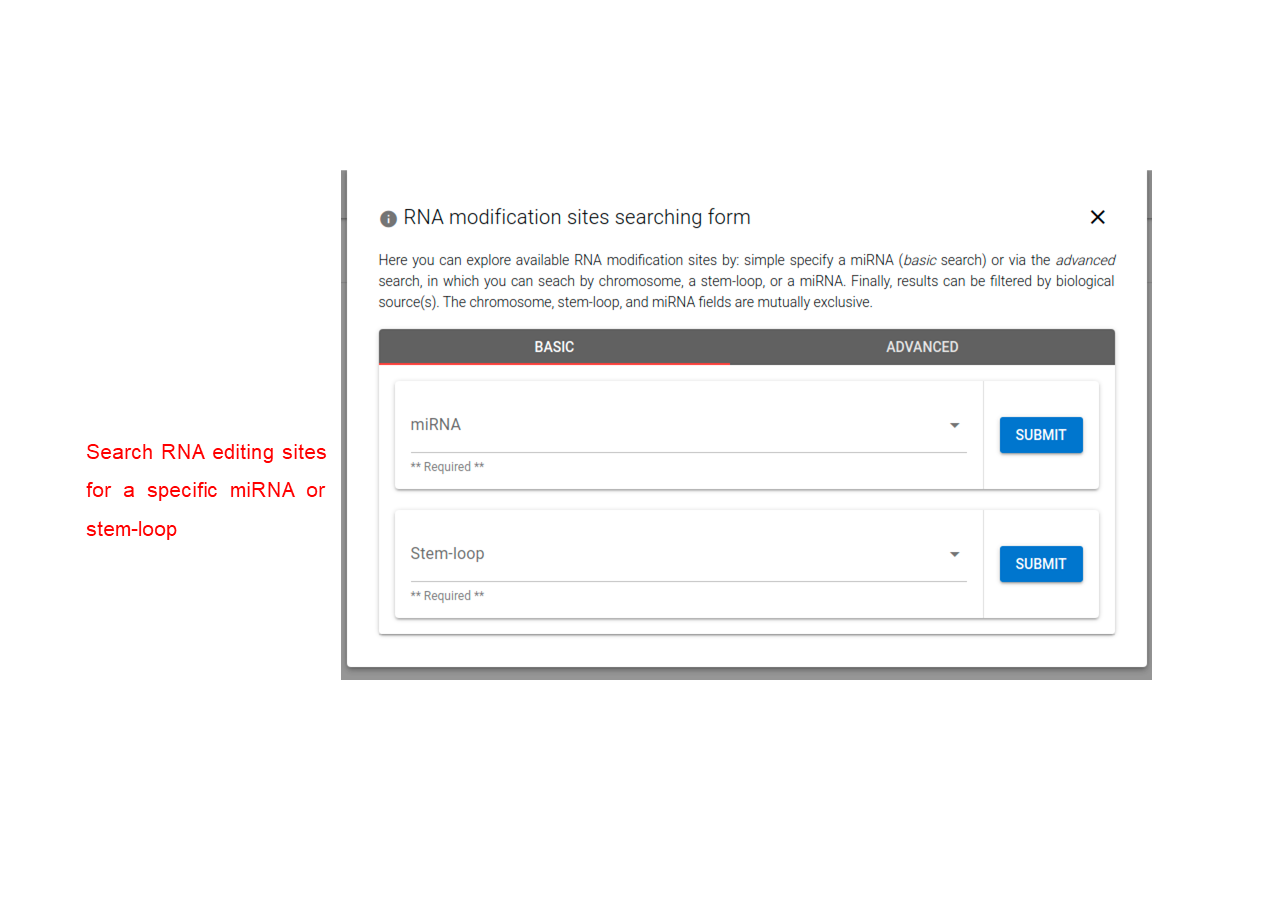 RNA modification sites searching form
Here you can explore available RNA modification sites by: simple specify a miRNA (basic search) or via the advanced
search, in which you can seach by chromosome, a stem-loop, or a miRNA. Finally, results can be filtered by biological
source(s). The chromosome, stem-loop, and miRNA fields are mutually exclusive.
BASIC
ADVANCED
miRNA
** Required **
SUBMIT
Stem-loop
** Required **
SUBMIT
Search RNA editing sites
for a specific miRNA or
stem-loop